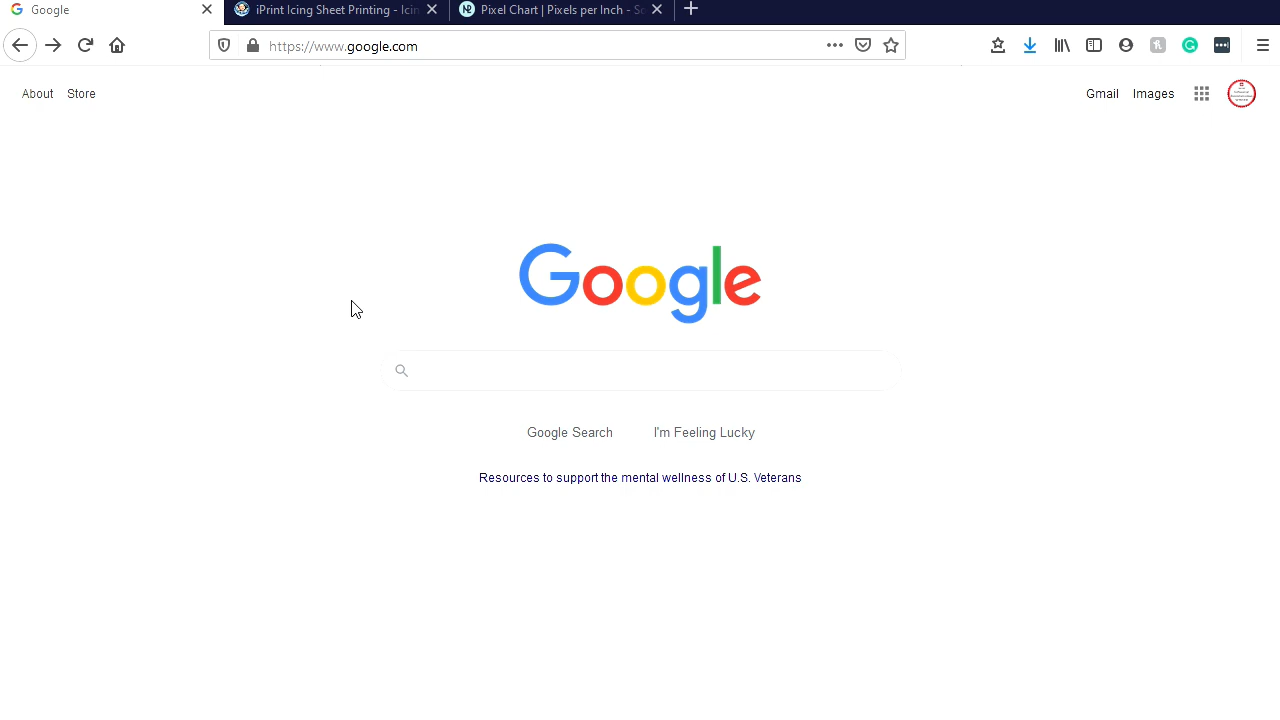 Google
iPrint Icing Sheet Printing - Icin
Pixel Chart | Pixels per Inch - So
https://www.google.com
About
Store
Gmail
Images
Google
Google Search
I'm Feeling Lucky
Resources to support the mental wellness of U.S. Veterans